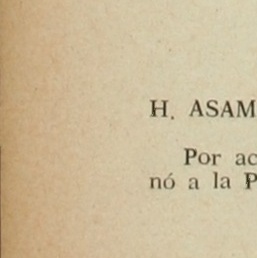 H. ASAM
Por ac
nó a la P